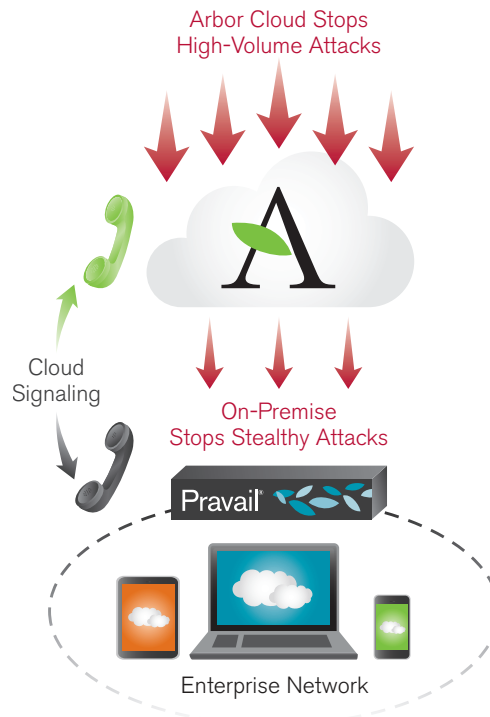 Arbor Cloud Stops
High-Volume Attacks
A
Cloud
Signaling
On-Premise
Stops Stealthy Attacks
Pravail®
Enterprise Network